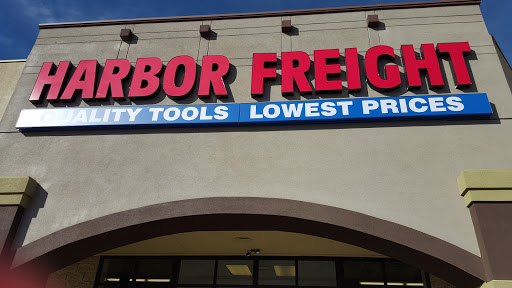 HARBOR FREIGHT
QUALITY TOOLS LOWEST PRICES